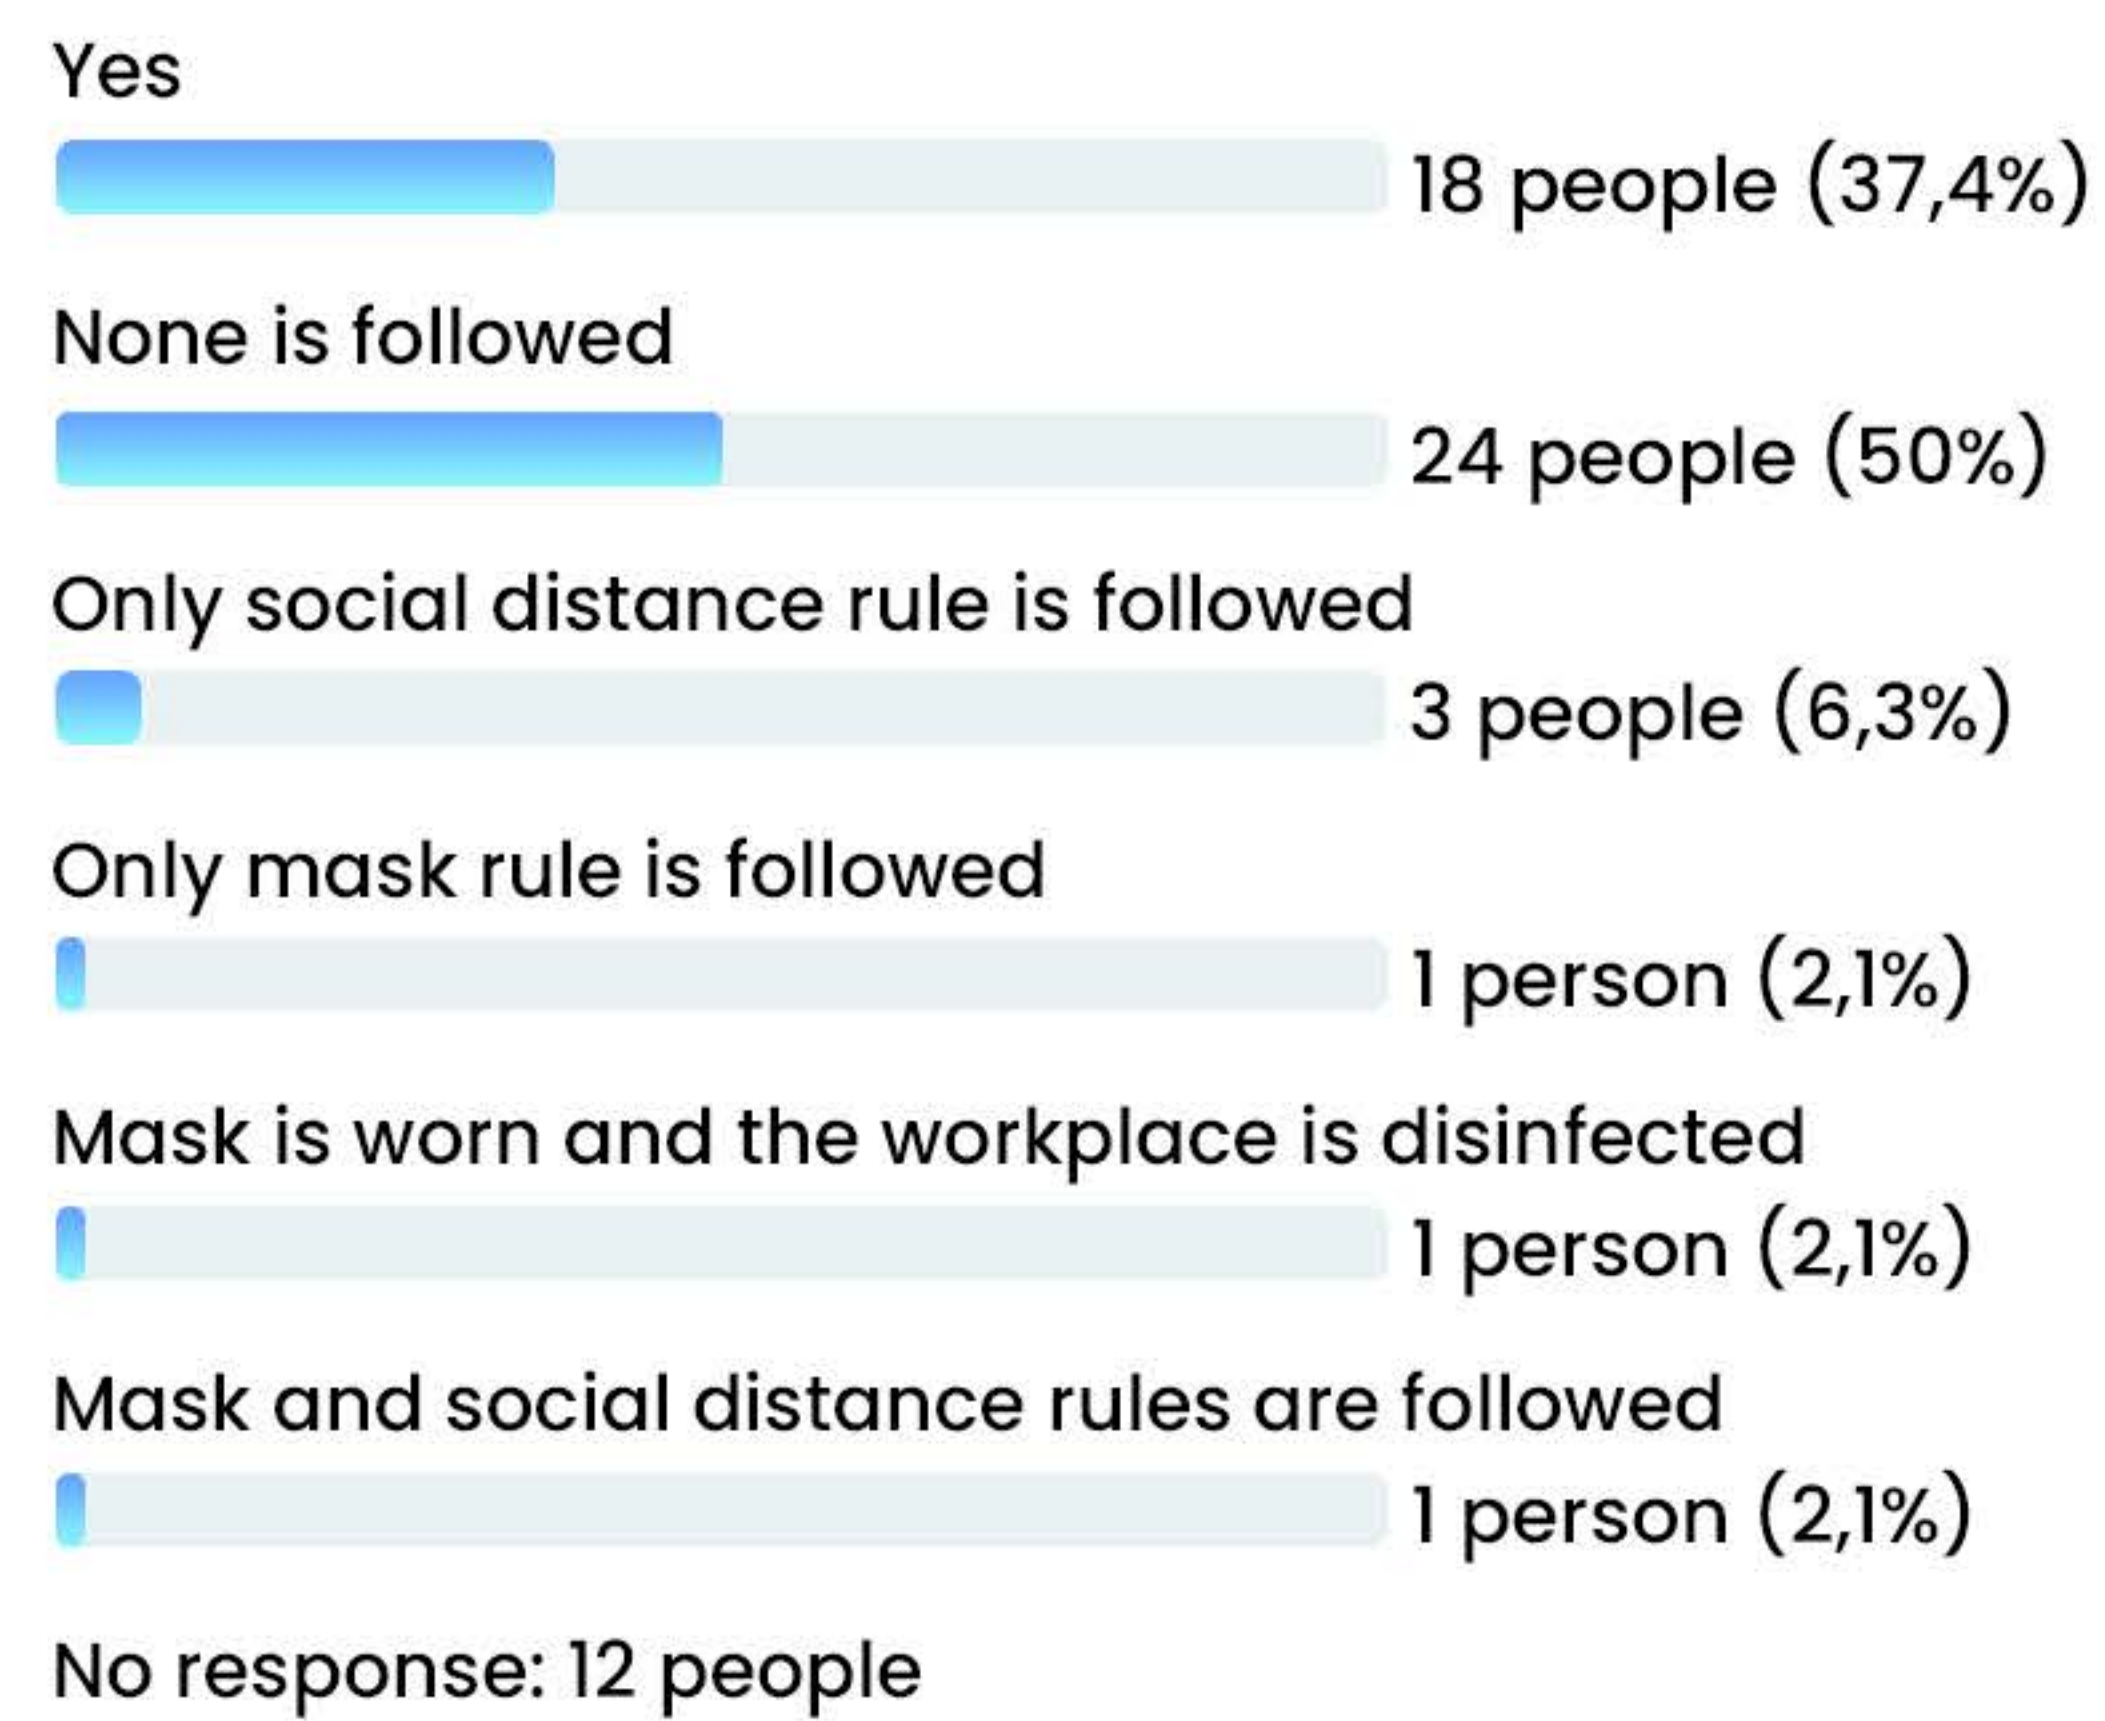 Yes
18 people (37,4%)
None is followed
24 people (50%)
Only social distance rule is followed
3 people (6,3%)
Only mask rule is followed
1 person (2,1%)
Mask is worn and the workplace is disinfected
1 person (2,1%)
Mask and social distance rules are followed
1 person (2,1%)
No response: 12 people